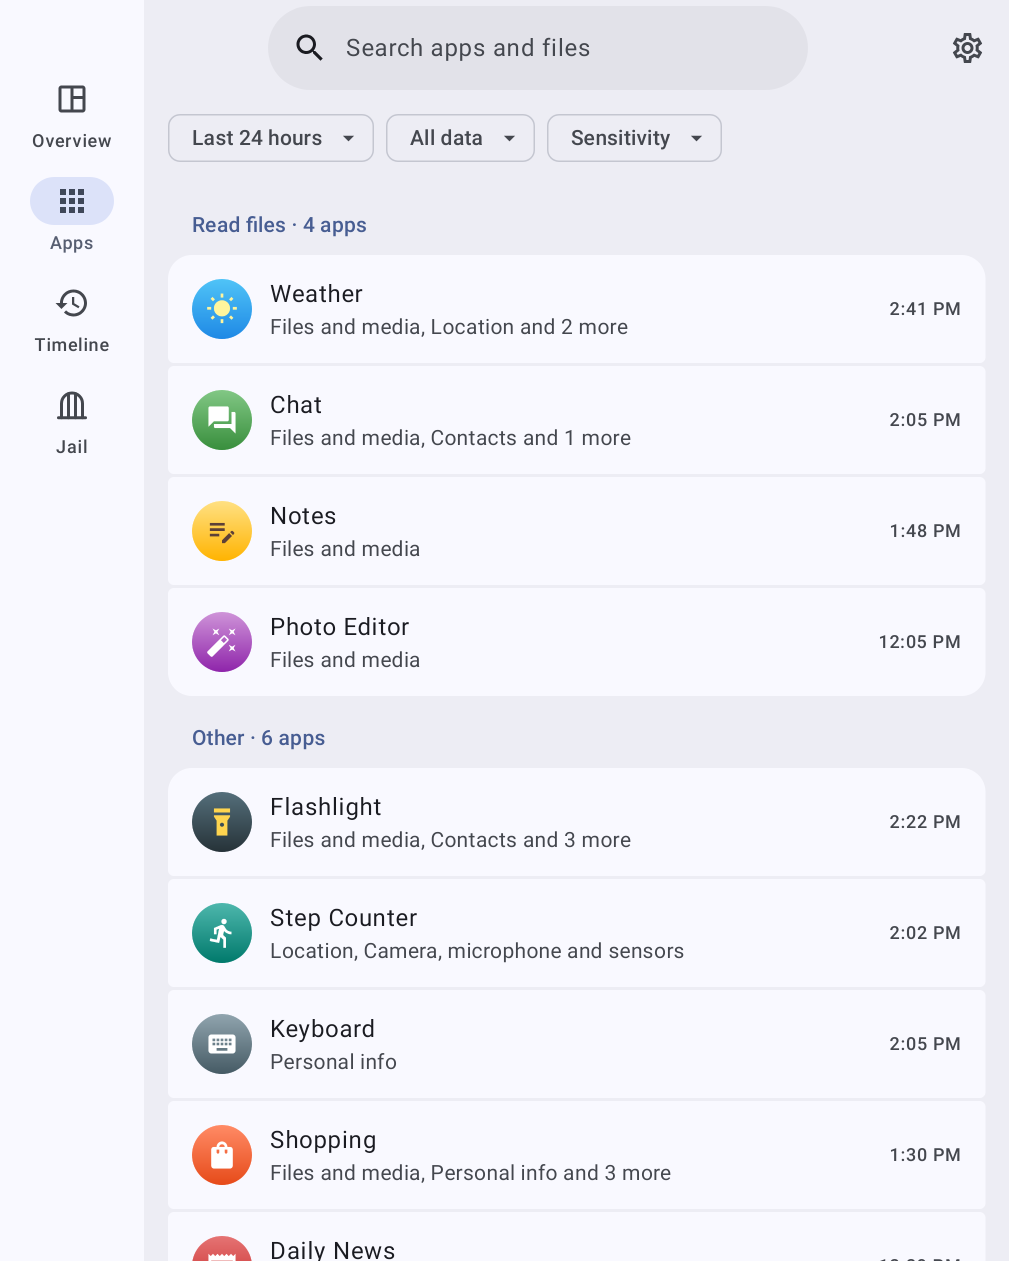 Search apps and files
Overview
Apps
Timeline
Jail
Last 24 hours
All data
Sensitivity
Read files · 4 apps
Weather
Files and media, Location and 2 more
2:41 PM
Chat
Files and media, Contacts and 1 more
2:05 PM
Notes
Files and media
1:48 PM
Photo Editor
Files and media
12:05 PM
Other · 6 apps
Flashlight
Files and media, Contacts and 3 more
2:22 PM
Step Counter
Location, Camera, microphone and sensors
2:02 PM
Keyboard
Personal info
2:05 PM
Shopping
Files and media, Personal info and 3 more
1:30 PM
Daily News